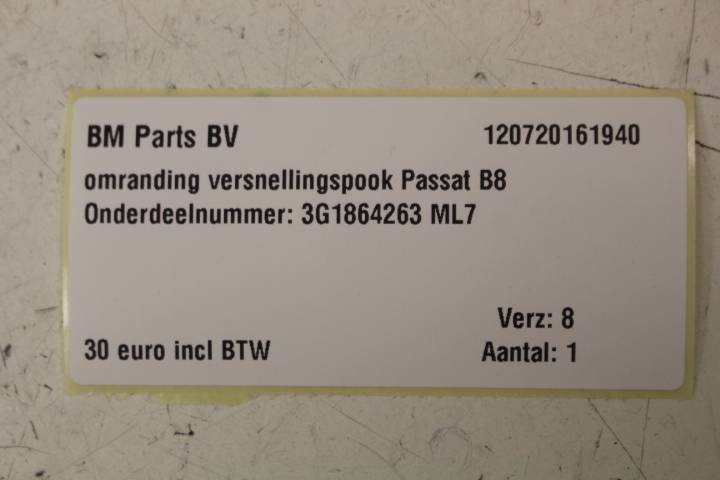 BM Parts BV 120720161940
omranding versnellingspook Passat B8
Onderdeelnummer: 3G1864263 ML7
Verz: 8
30 euro incl BTW Aantal: 1